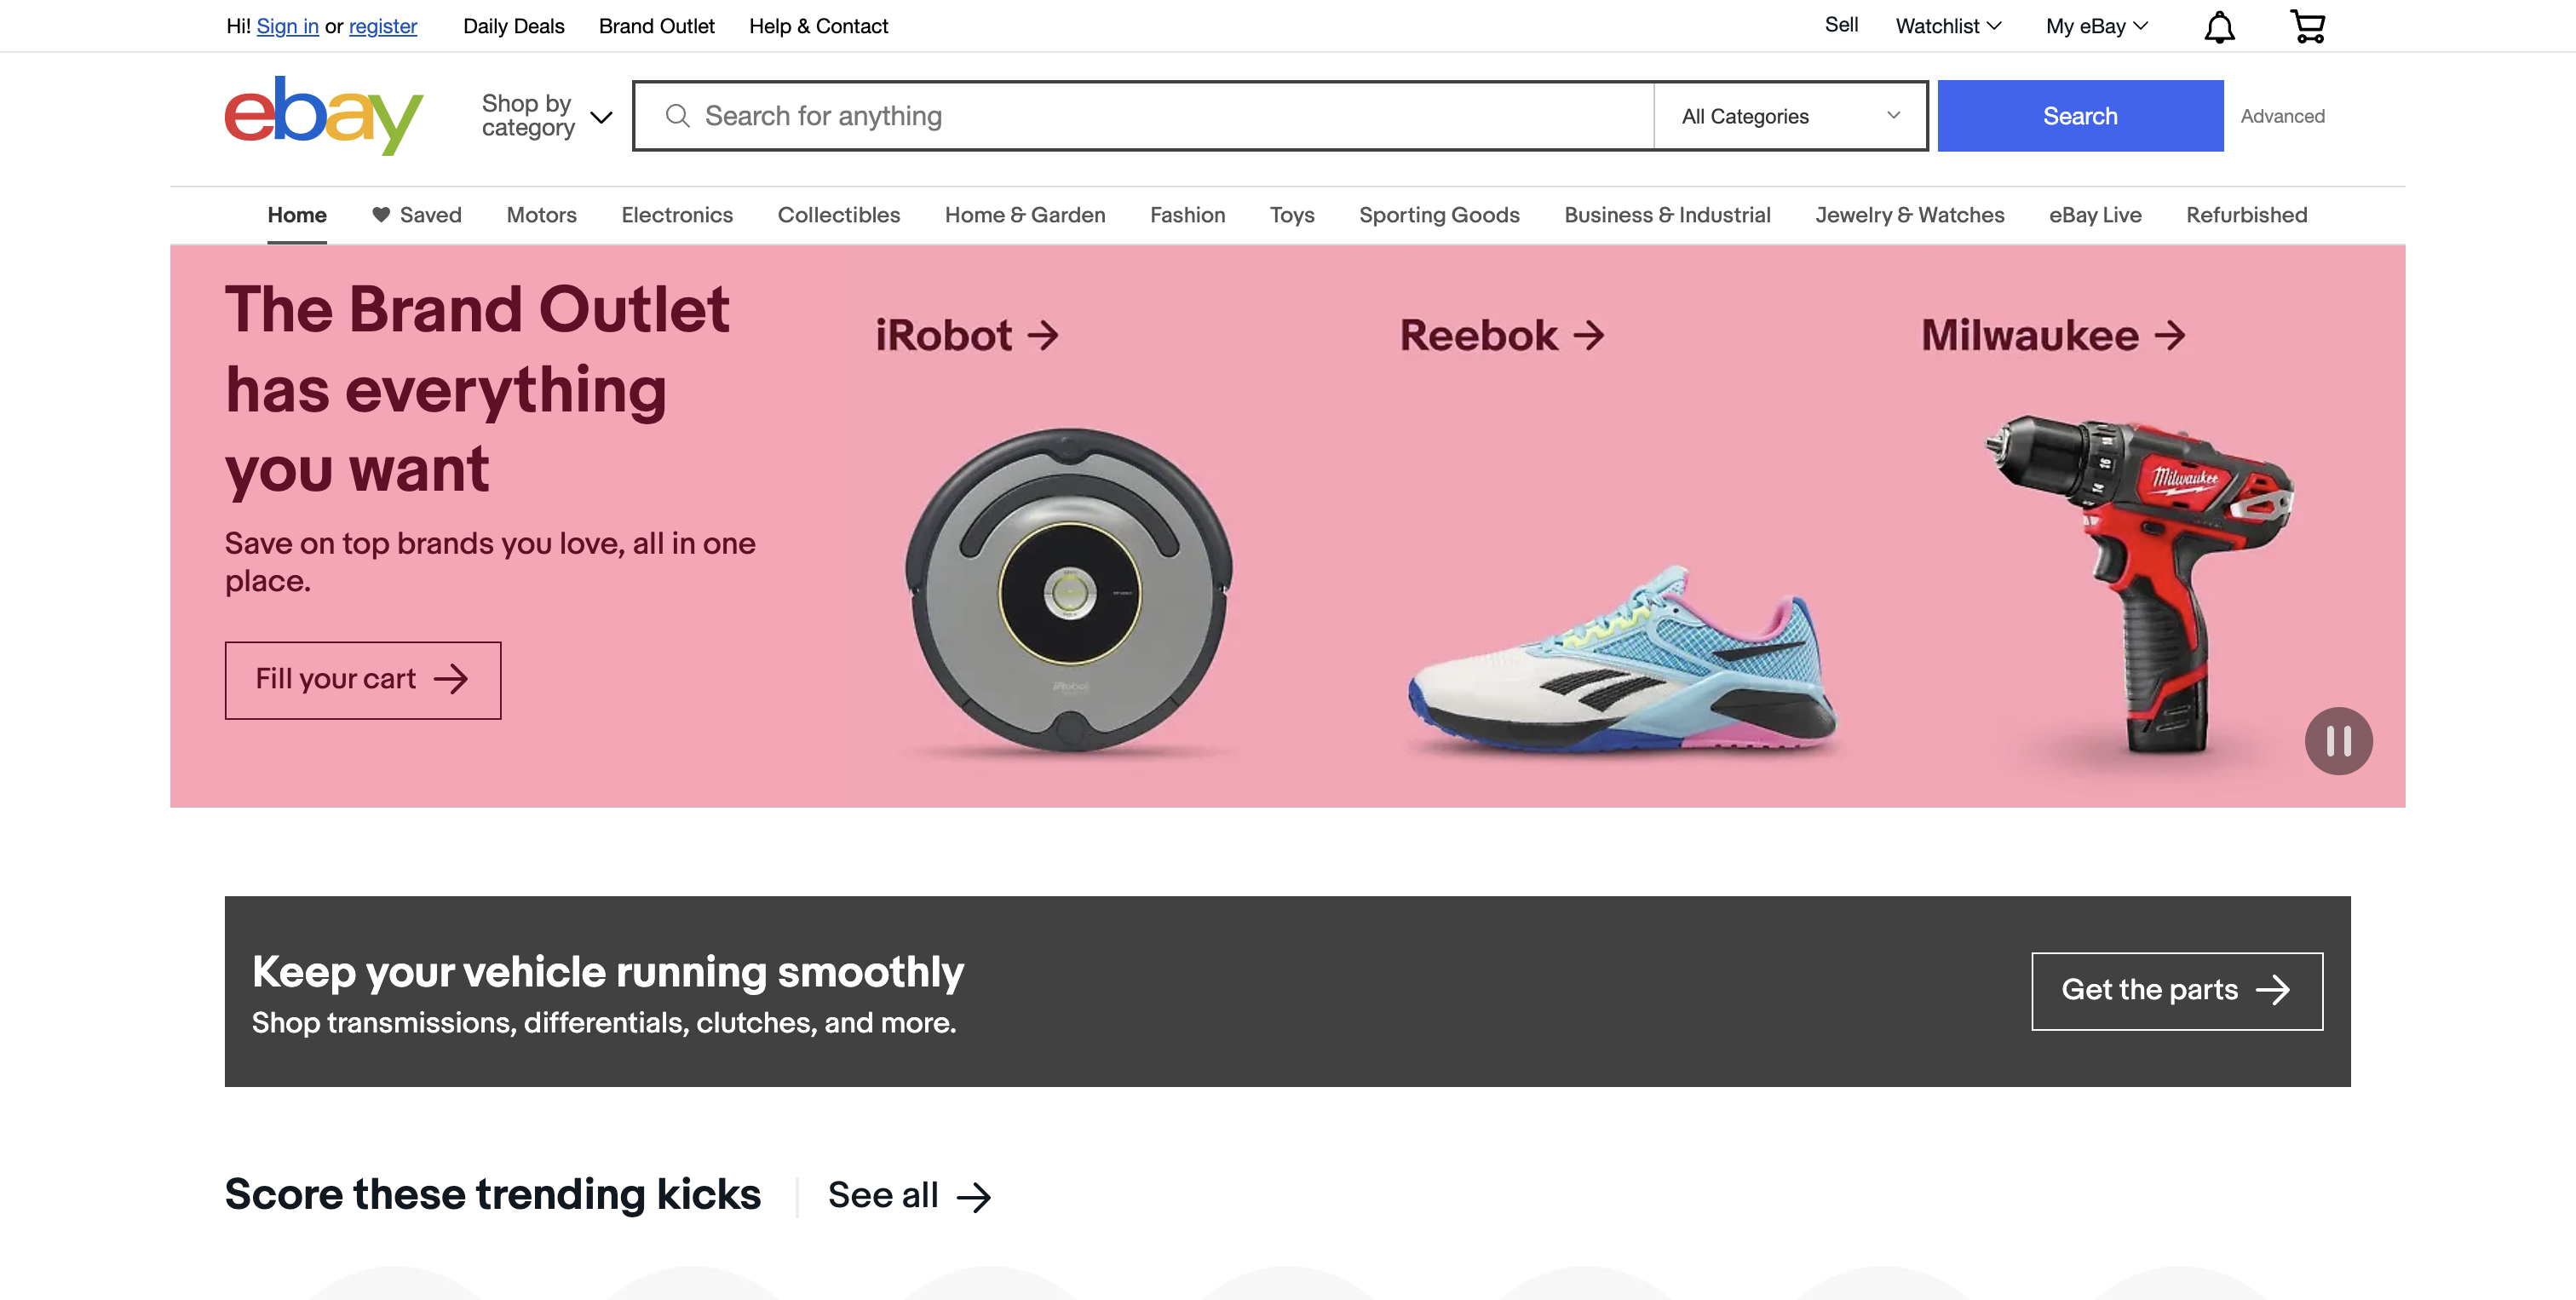 Hi! Sign in or register Daily Deals Brand Outlet Help & Contact Sell Watchlist My eBay
ebay
Shop by
category
Search for anything
All Categories
Search
Advanced
Home Saved Motors Electronics Collectibles Home & Garden Fashion Toys Sporting Goods Business & Industrial Jewelry & Watches eBay Live Refurbished
The Brand Outlet
has everything
you want
Save on top brands you love, all in one
place.
Fill your cart
iRobot
iRobot
Reebok
Milwaukee
Milwaukee
Keep your vehicle running smoothly
Shop transmissions, differentials, clutches, and more.
Get the parts
Score these trending kicks
See all